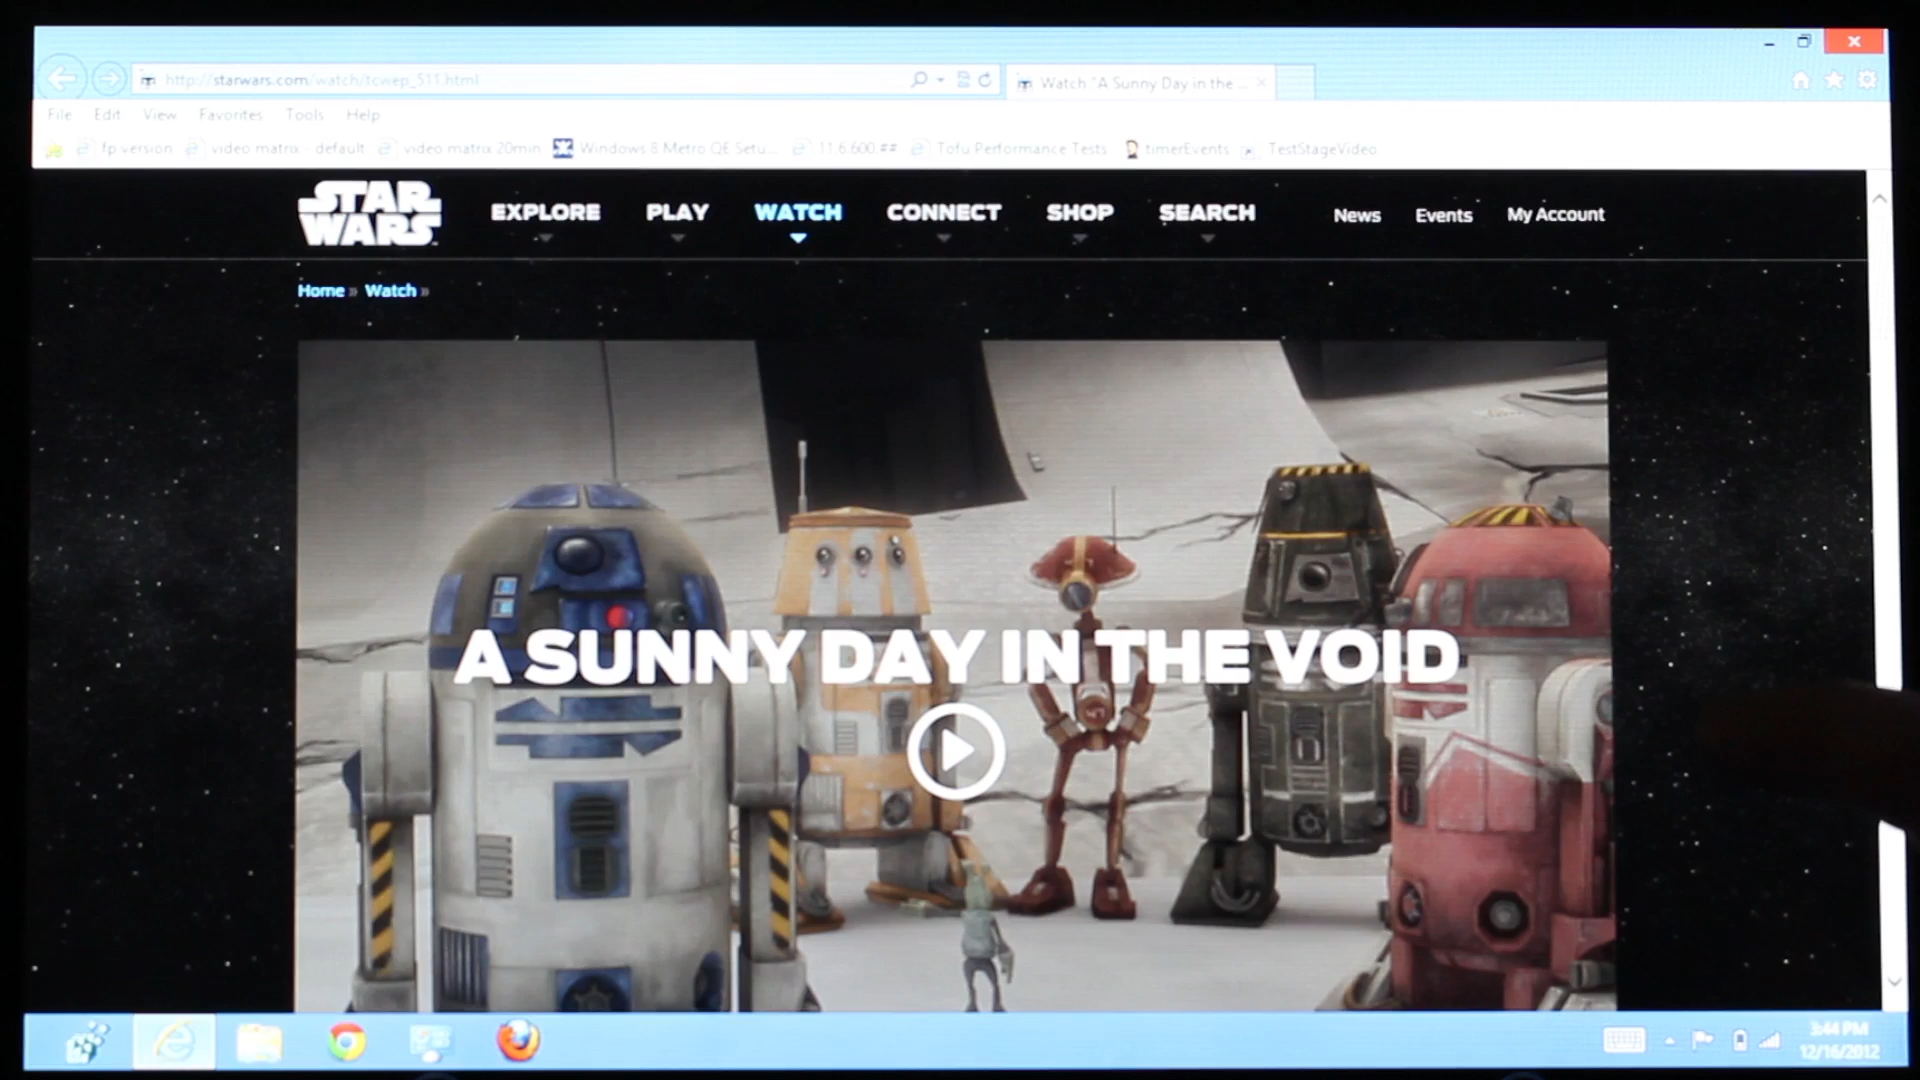 http://starwars.com/watch/tcwep_511.html
Watch "A Sunny Day in the ...
File Edit View Favorites Tools Help
fp version video matrix - default video matrix 20min Windows 8 Metro QE Setu... 11.6.600.## Tofu Performance Tests timerEvents TestStageVideo
STAR WARS EXPLORE PLAY WATCH CONNECT SHOP SEARCH News Events My Account
Home » Watch »
A SUNNY DAY IN THE VOID
3:44 PM
12/16/2012